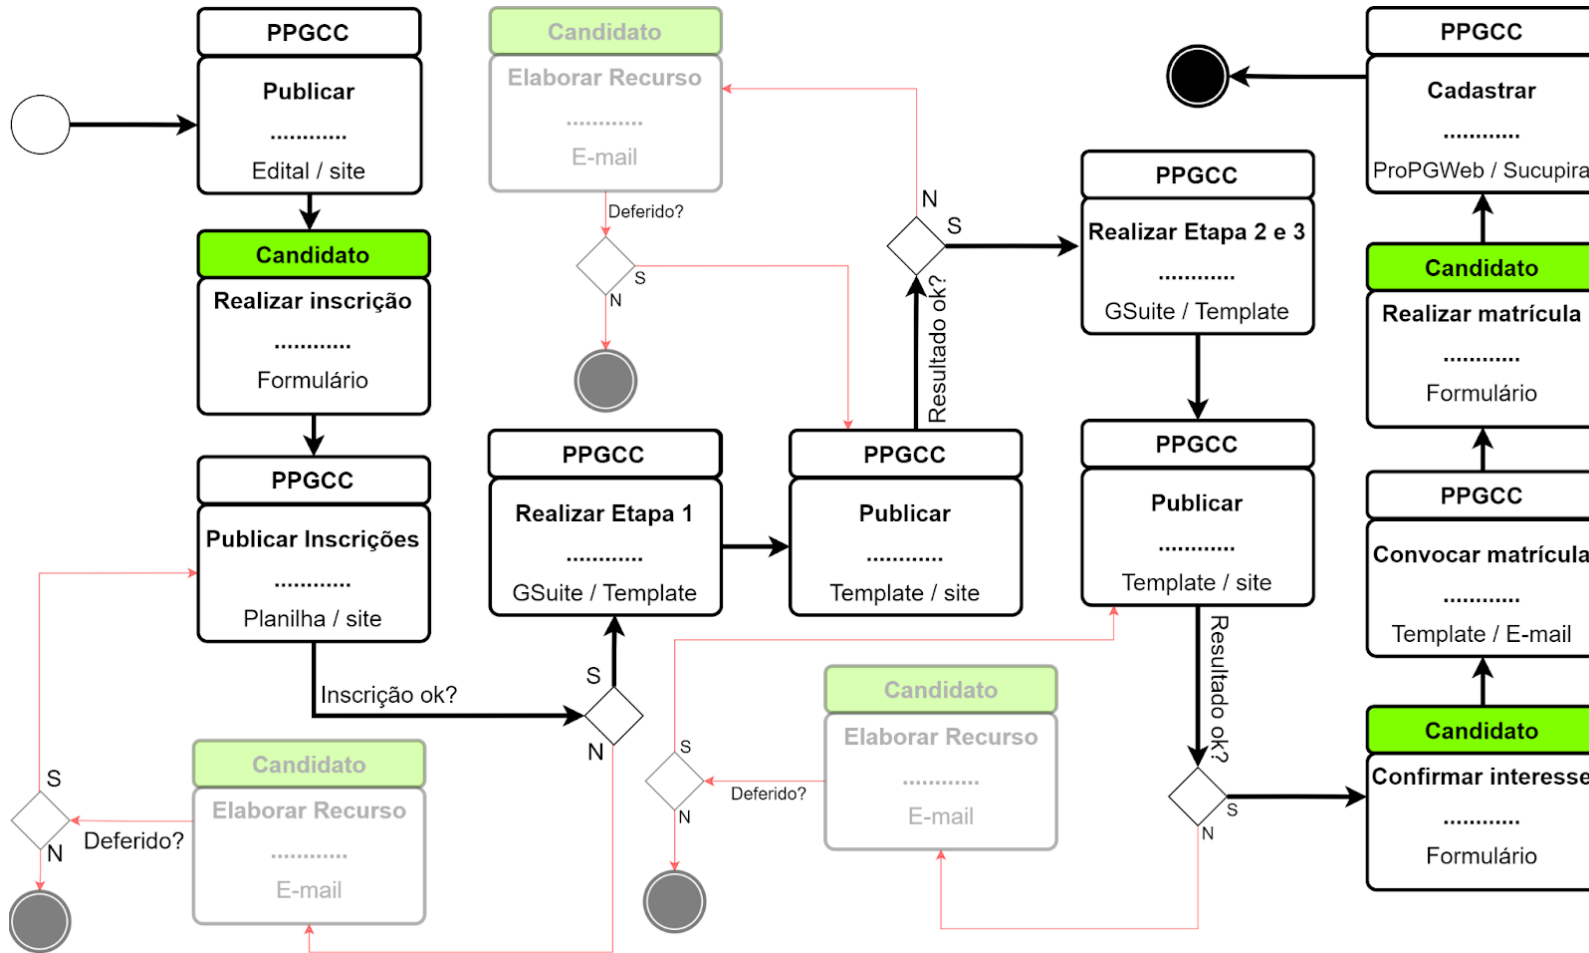 PPGCC
Publicar
............
Edital / site
Candidato
Realizar inscrição
............
Formulário
PPGCC
Publicar Inscrições
............
Planilha / site
Inscrição ok?
S
N
Candidato
Elaborar Recurso
............
E-mail
Deferido?
S
N
PPGCC
Realizar Etapa 1
............
GSuite / Template
PPGCC
Publicar
............
Template / site
Resultado ok?
N
S
Candidato
Elaborar Recurso
............
E-mail
Deferido?
S
N
PPGCC
Realizar Etapa 2 e 3
............
GSuite / Template
PPGCC
Publicar
............
Template / site
Resultado ok?
S
N
Candidato
Elaborar Recurso
............
E-mail
Deferido?
S
N
Candidato
Confirmar interesse
............
Formulário
PPGCC
Convocar matrícula
............
Template / E-mail
Candidato
Realizar matrícula
............
Formulário
PPGCC
Cadastrar
............
ProPGWeb / Sucupira